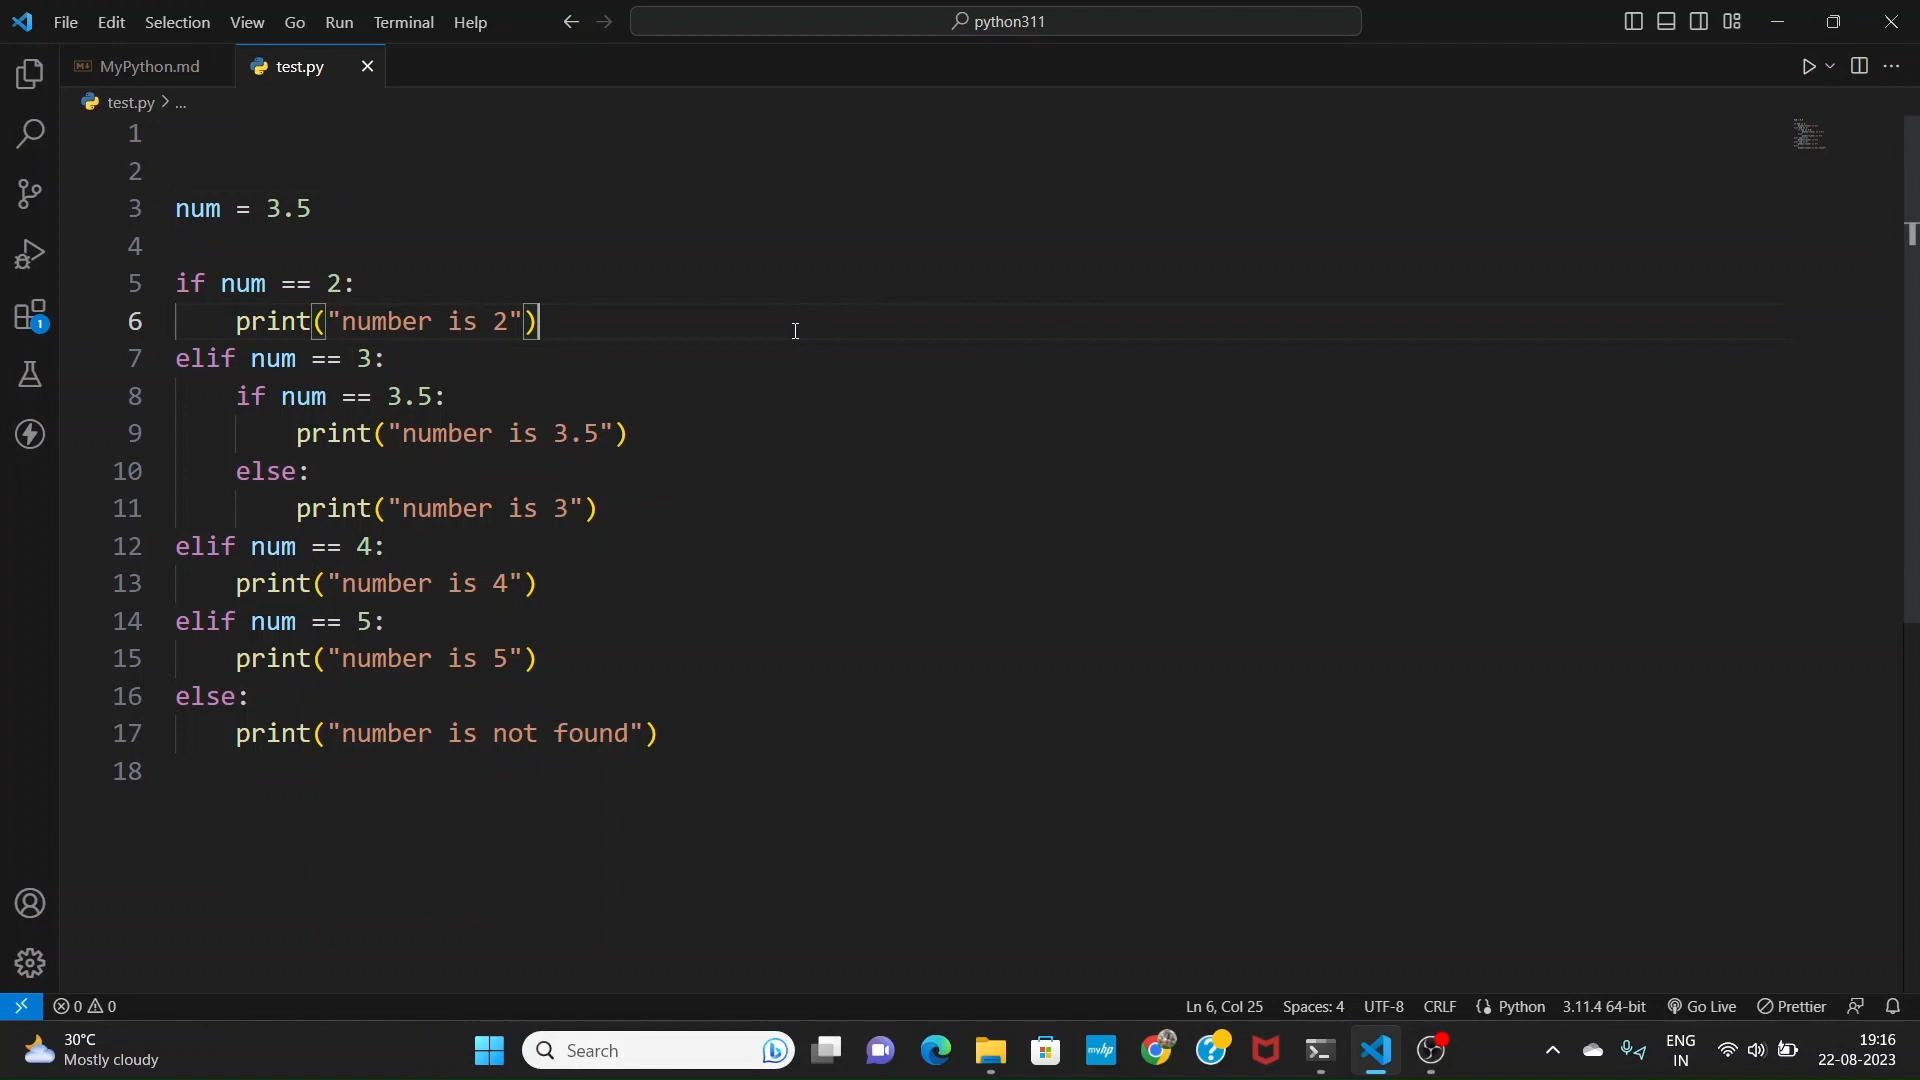 File Edit Selection View Go Run Terminal Help
python311
MyPython.md
test.py
test.py > ...
1
2
3 num = 3.5
4
5 if num == 2:
6     print("number is 2")
7 elif num == 3:
8     if num == 3.5:
9         print("number is 3.5")
10     else:
11         print("number is 3")
12 elif num == 4:
13     print("number is 4")
14 elif num == 5:
15     print("number is 5")
16 else:
17     print("number is not found")
18
1
0 0
Ln 6, Col 25 Spaces: 4 UTF-8 CRLF Python 3.11.4 64-bit Go Live Prettier
30°C
Mostly cloudy
Search
myhp
ENG
IN
19:16
22-08-2023